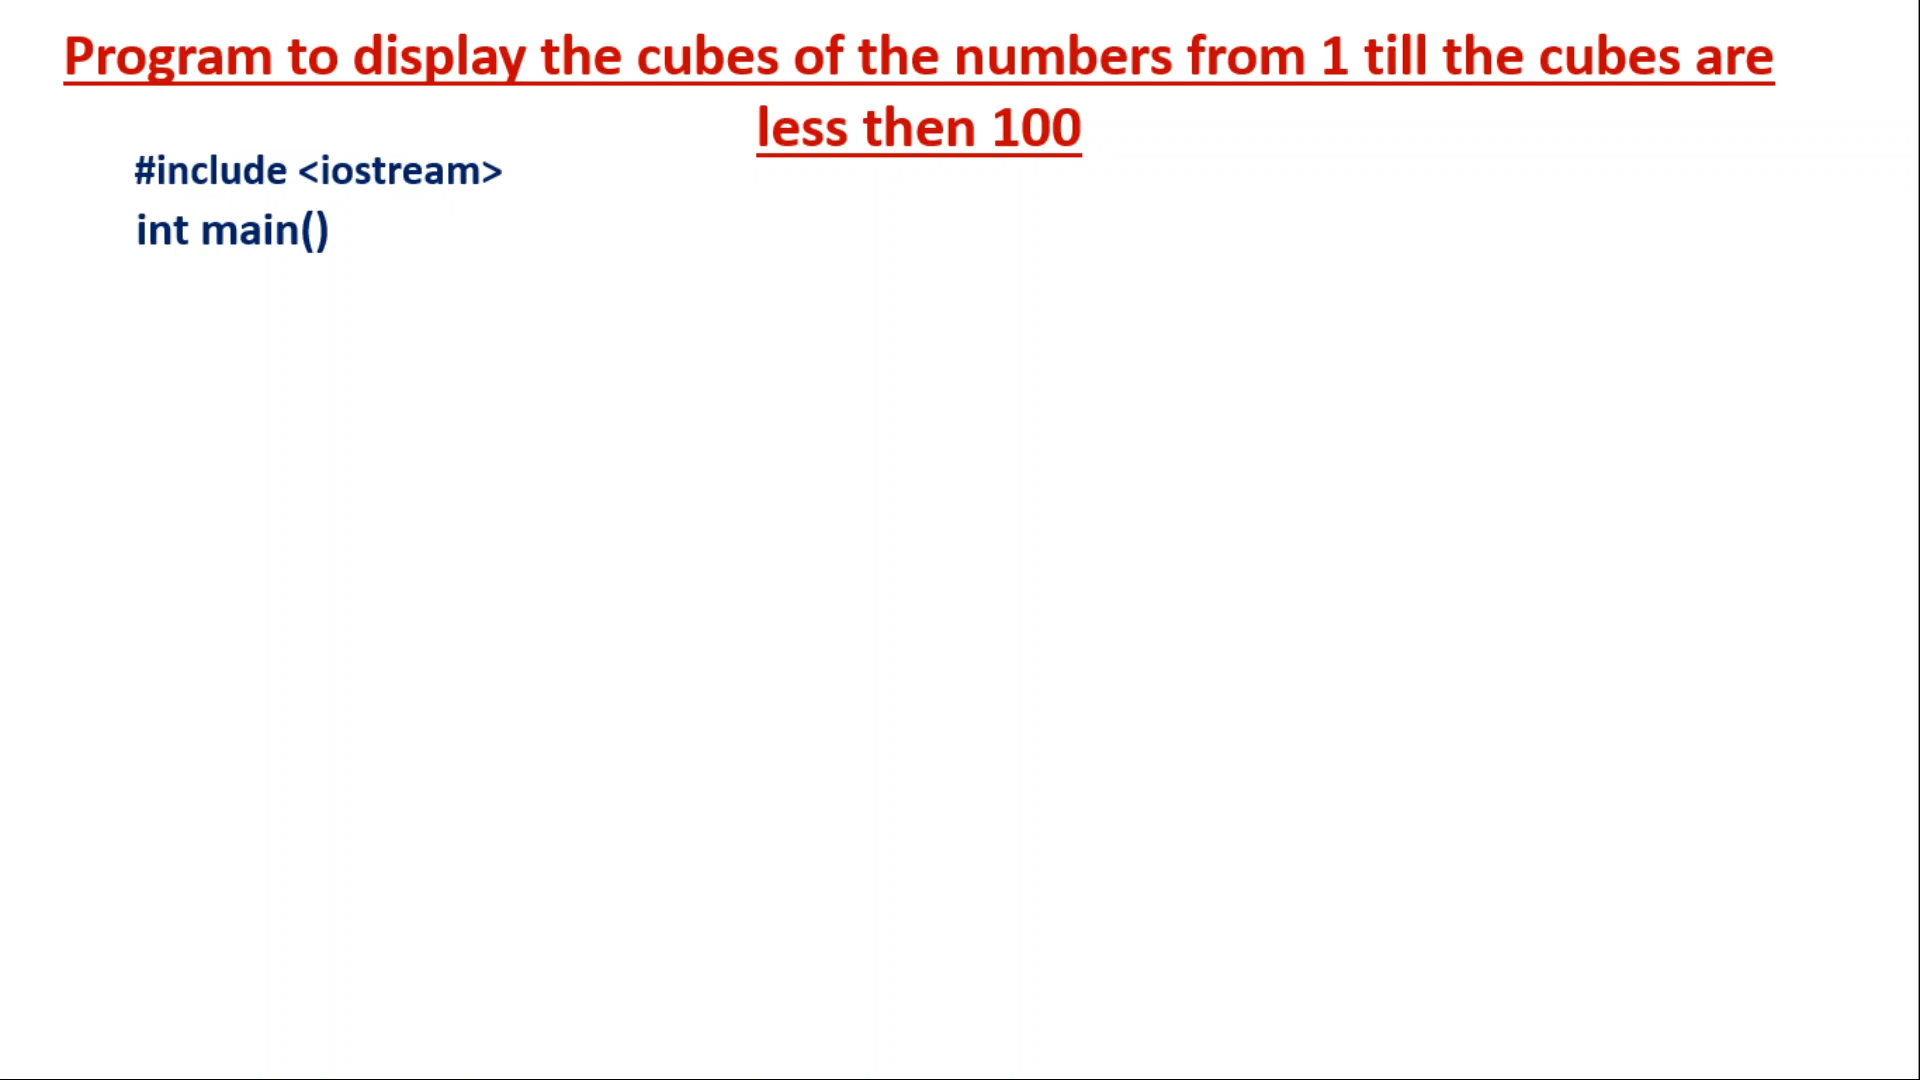 Program to display the cubes of the numbers from 1 till the cubes are
less then 100
#include <iostream>
int main()